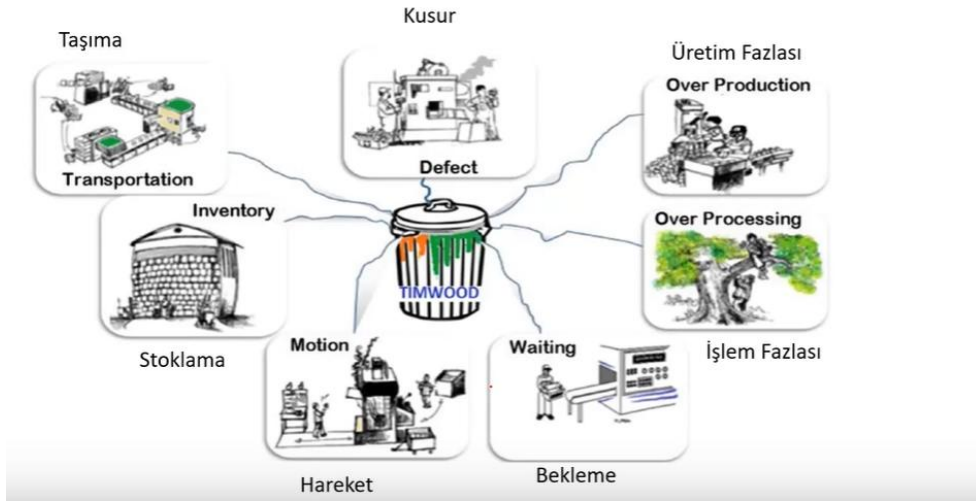 Kusur
Taşıma
Üretim Fazlası
Over Production
Defect
Transportation
Inventory
Over Processing
TIMWOOD
Motion
Waiting
İşlem Fazlası
Stoklama
Bekleme
Hareket